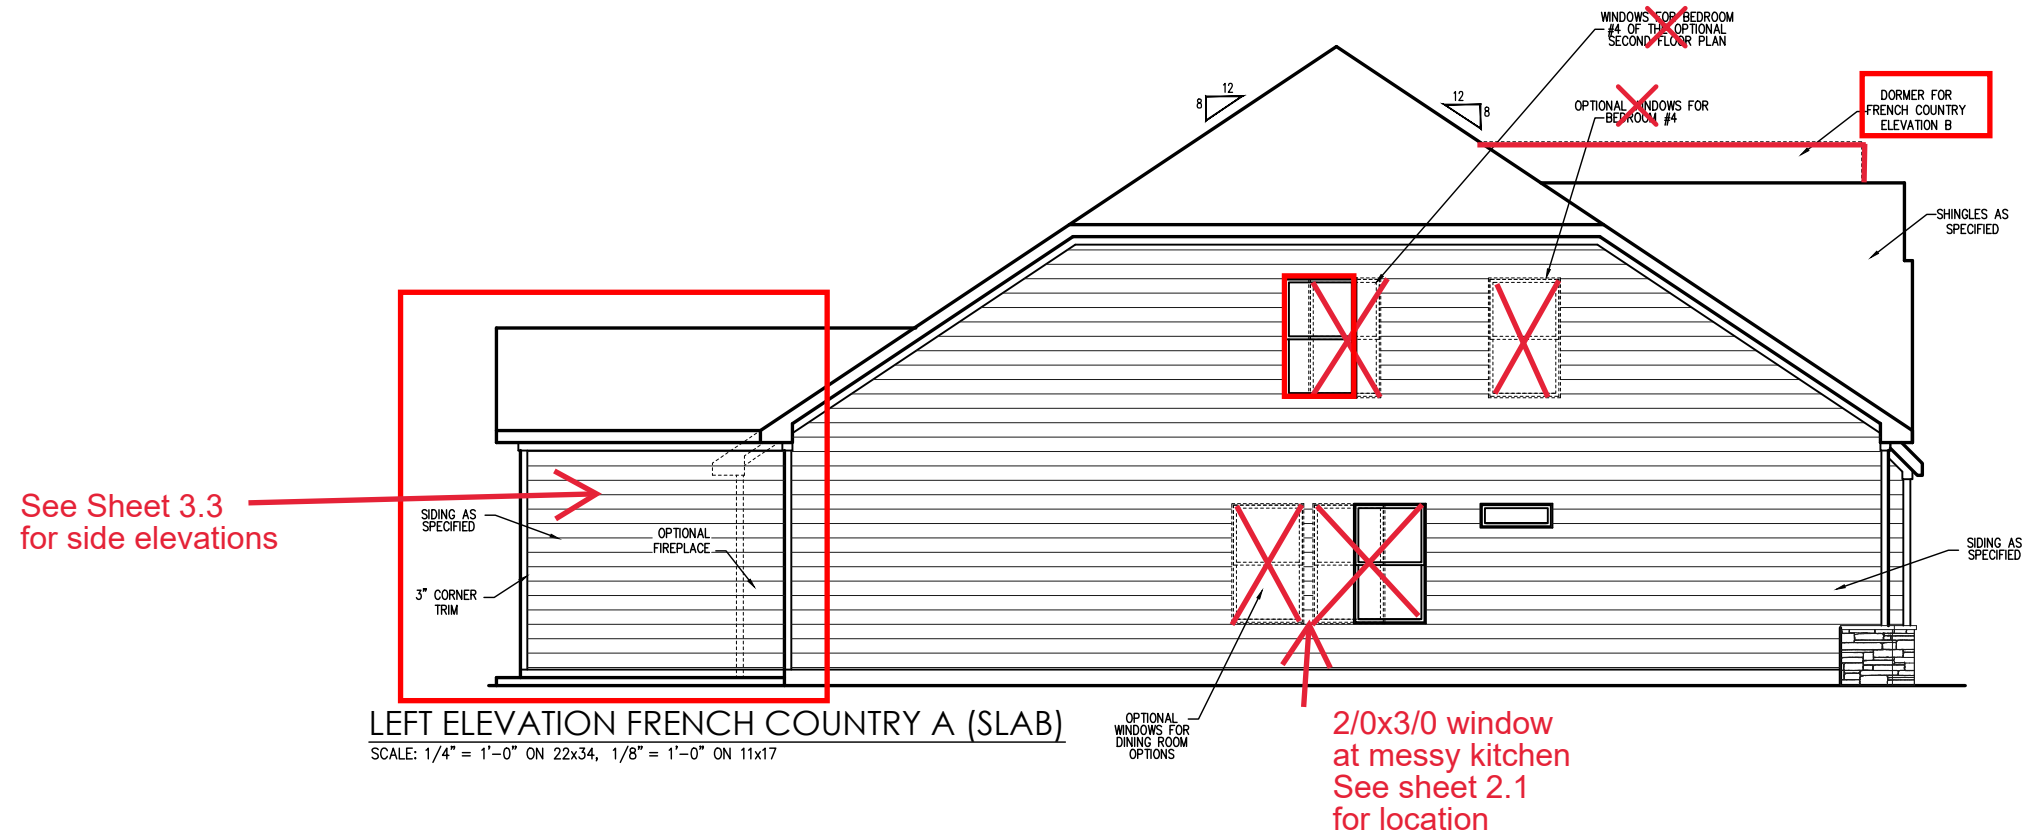 WINDOWS FOR BEDROOM
#4 OF THE OPTIONAL
SECOND FLOOR PLAN
12
8
12
8
OPTIONAL WINDOWS FOR
BEDROOM #4
DORMER FOR
FRENCH COUNTRY
ELEVATION B
SHINGLES AS
SPECIFIED
See Sheet 3.3
for side elevations
SIDING AS
SPECIFIED
OPTIONAL
FIREPLACE
3" CORNER
TRIM
SIDING AS
SPECIFIED
LEFT ELEVATION FRENCH COUNTRY A (SLAB)
SCALE: 1/4" = 1'-0" ON 22x34, 1/8" = 1'-0" ON 11x17
OPTIONAL
WINDOWS FOR
DINING ROOM
OPTIONS
2/0x3/0 window
at messy kitchen
See sheet 2.1
for location